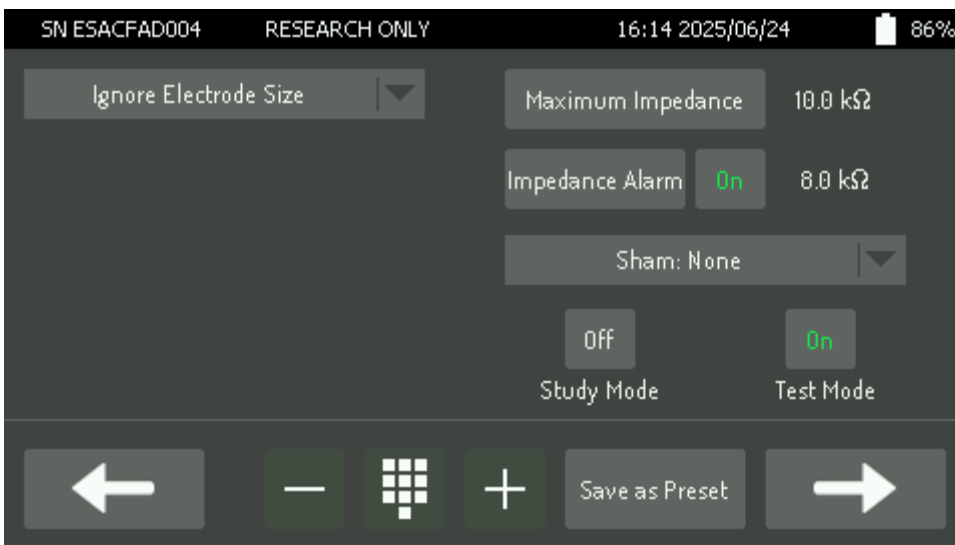 SN ESACFAD004 RESEARCH ONLY 16:14 2025/06/24 86%
Ignore Electrode Size
Maximum Impedance 10.0 kΩ
Impedance Alarm On 8.0 kΩ
Sham: None
Off On
Study Mode Test Mode
Save as Preset